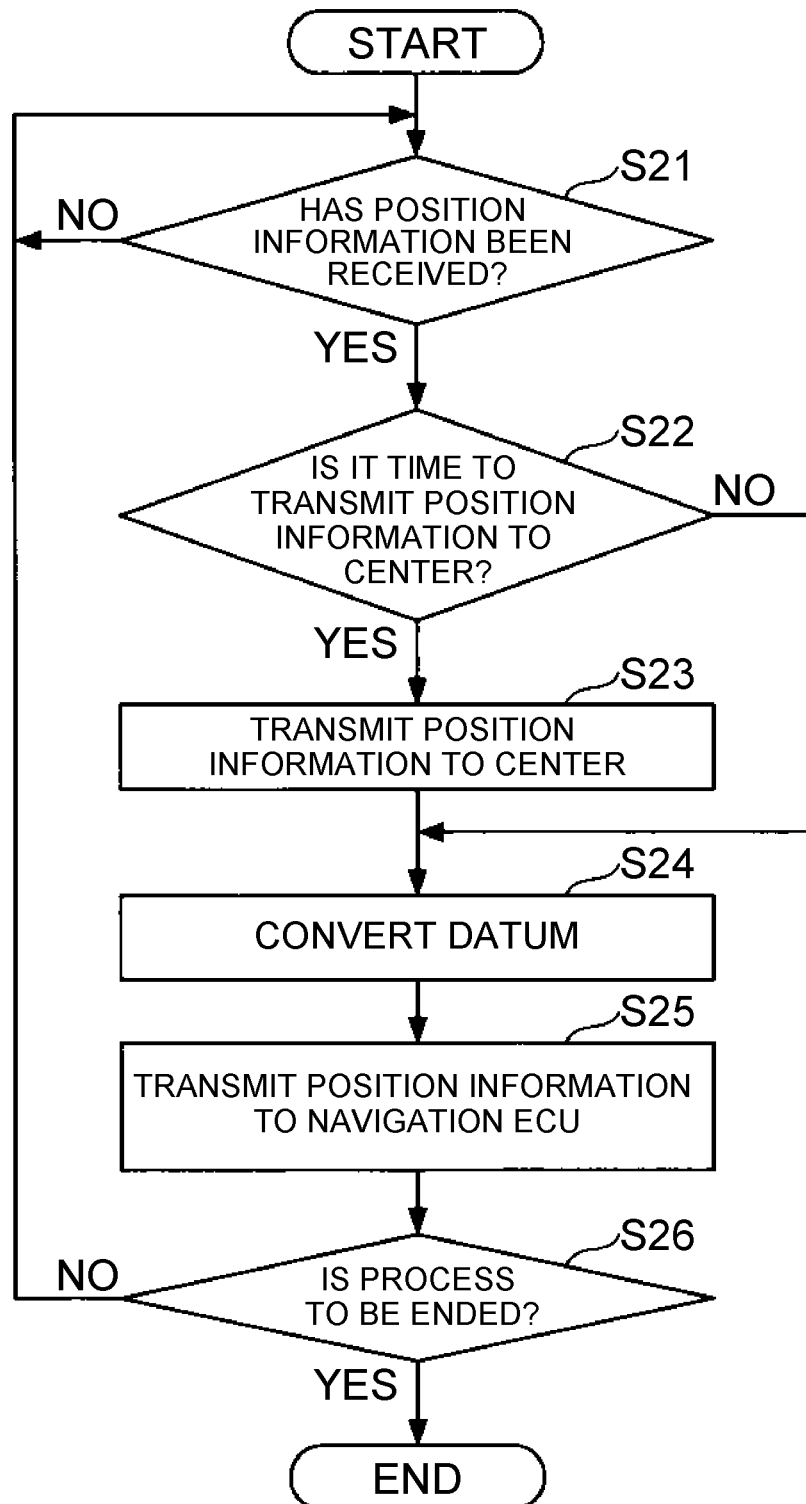 START
S21
NO
HAS POSITION
INFORMATION BEEN
RECEIVED?
YES
S22
IS IT TIME TO
TRANSMIT POSITION
INFORMATION TO
CENTER?
NO
YES
S23
TRANSMIT POSITION
INFORMATION TO CENTER
S24
CONVERT DATUM
S25
TRANSMIT POSITION INFORMATION
TO NAVIGATION ECU
S26
NO
IS PROCESS
TO BE ENDED?
YES
END